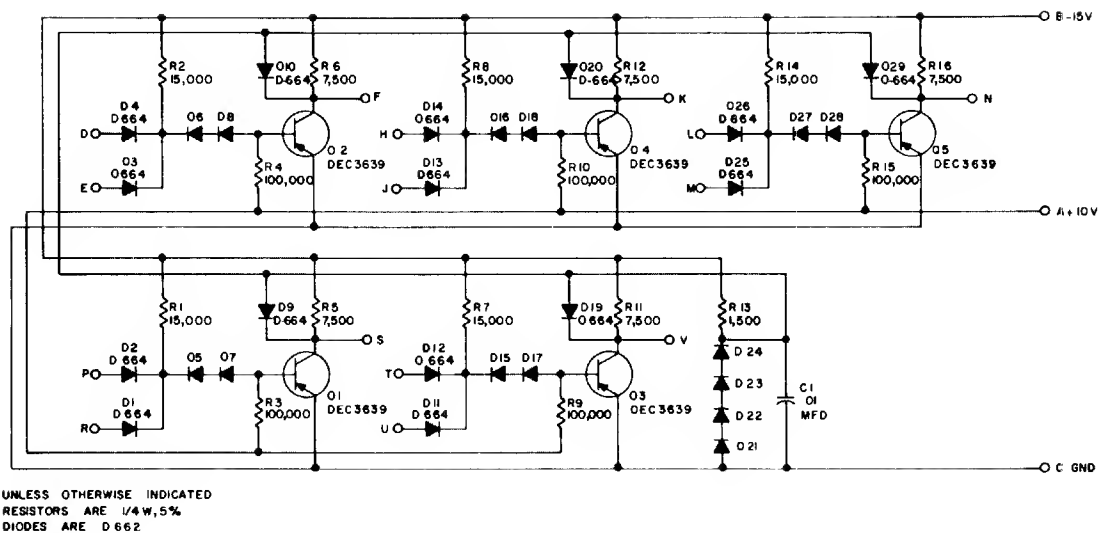 B-15V
R2
15,000
D10
D-664
R6
7,500
F
D4
D664
D
D6 D8
D3
D664
E
R4
100,000
Q2
DEC3639
R8
15,000
D20
D-664
R12
7,500
K
D14
D664
H
D16 D18
D13
D664
J
R10
100,000
Q4
DEC3639
R14
15,000
D29
D-664
R16
7,500
N
D26
D664
L
D27 D28
D25
D664
M
R15
100,000
Q5
DEC3639
A+10V
R1
15,000
D9
D-664
R5
7,500
S
D2
D664
P
D5 D7
D1
D664
R
R3
100,000
Q1
DEC3639
R7
15,000
D19
D664
R11
7,500
V
D12
D664
T
D15 D17
D11
D664
U
R9
100,000
Q3
DEC3639
R13
1,500
D24
D23
D22
D21
C1
.01
MFD
C GND
UNLESS OTHERWISE INDICATED
RESISTORS ARE 1/4W,5%
DIODES ARE D662